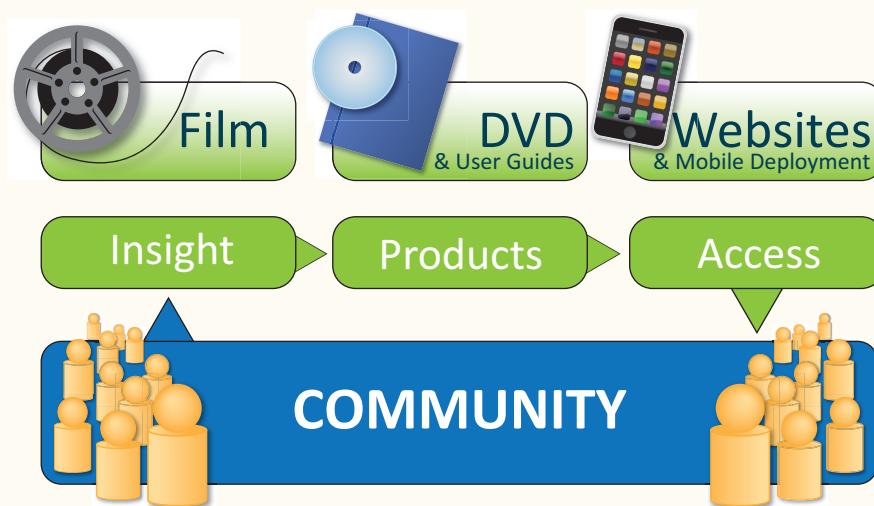 Film
DVD
& User Guides
Websites
& Mobile Deployment
Insight
Products
Access
COMMUNITY